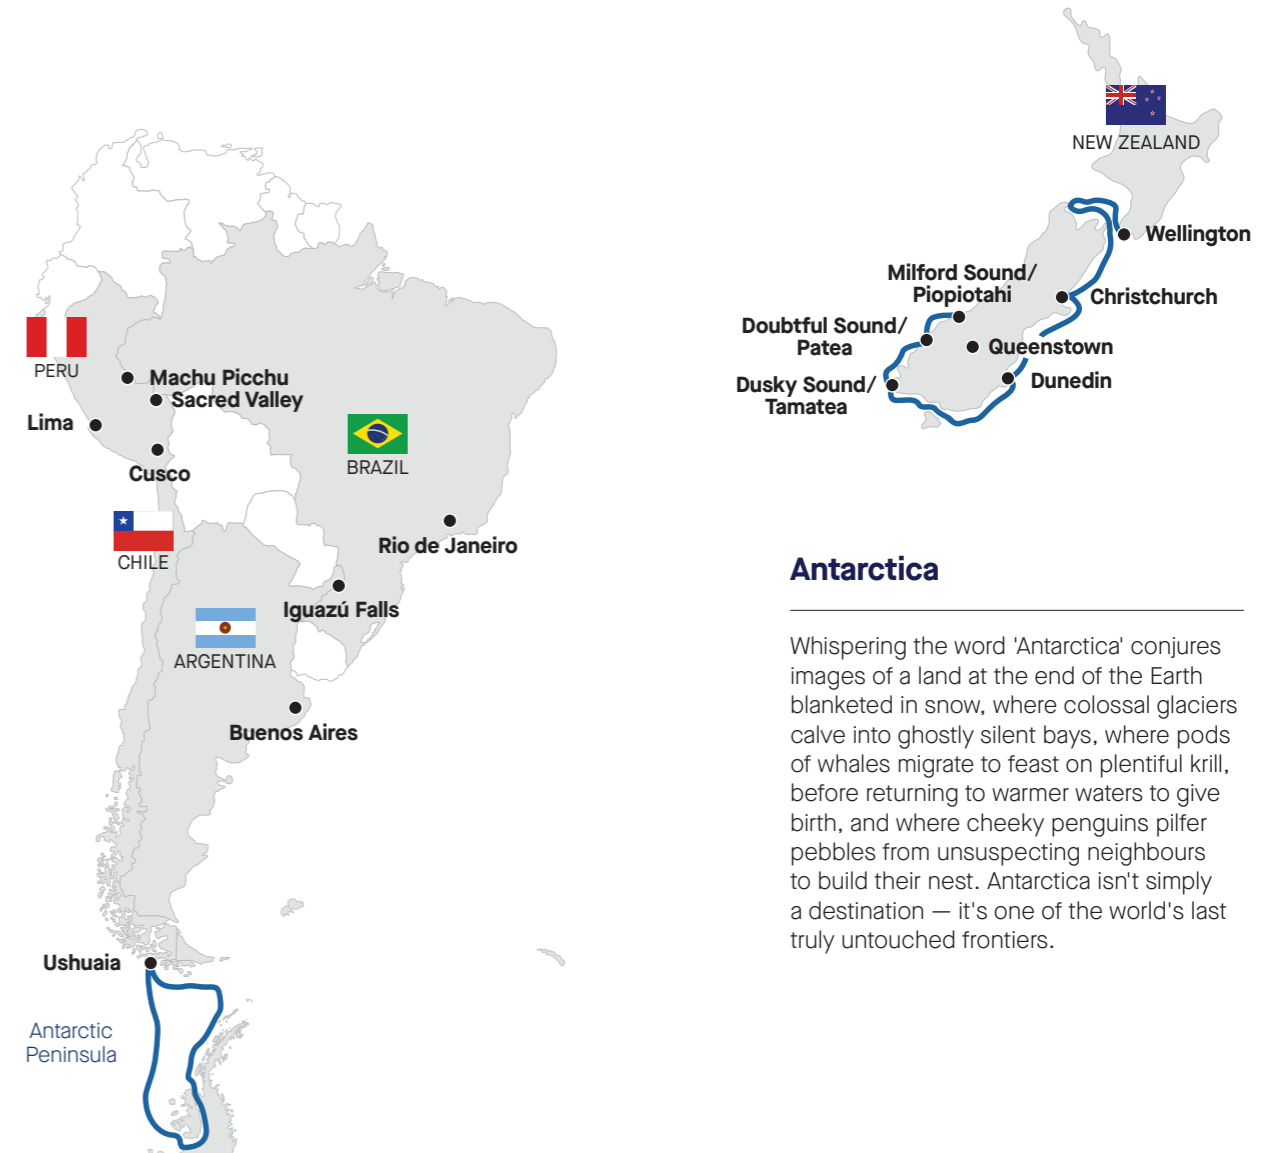 NEW ZEALAND
Wellington
Milford Sound/
Piopiotahi
Christchurch
Doubtful Sound/
Patea
Queenstown
Dusky Sound/
Tamatea
Dunedin
PERU
Machu Picchu
Sacred Valley
Lima
Cusco
BRAZIL
CHILE
Rio de Janeiro
Iguazú Falls
ARGENTINA
Buenos Aires
Ushuaia
Antarctic
Peninsula
Antarctica
Whispering the word 'Antarctica' conjures
images of a land at the end of the Earth
blanketed in snow, where colossal glaciers
calve into ghostly silent bays, where pods
of whales migrate to feast on plentiful krill,
before returning to warmer waters to give
birth, and where cheeky penguins pilfer
pebbles from unsuspecting neighbours
to build their nest. Antarctica isn't simply
a destination — it's one of the world's last
truly untouched frontiers.